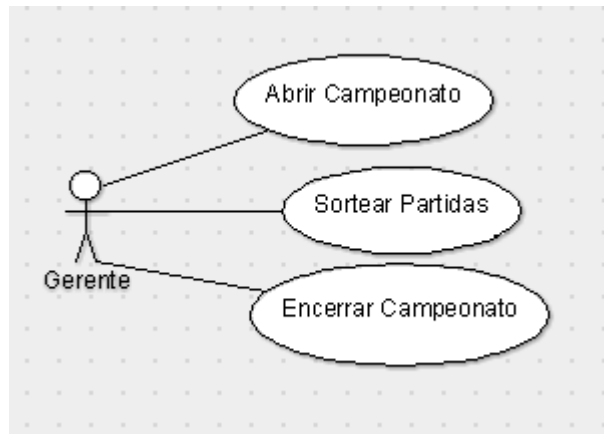 Abrir Campeonato
Sortear Partidas
Gerente
Encerrar Campeonato